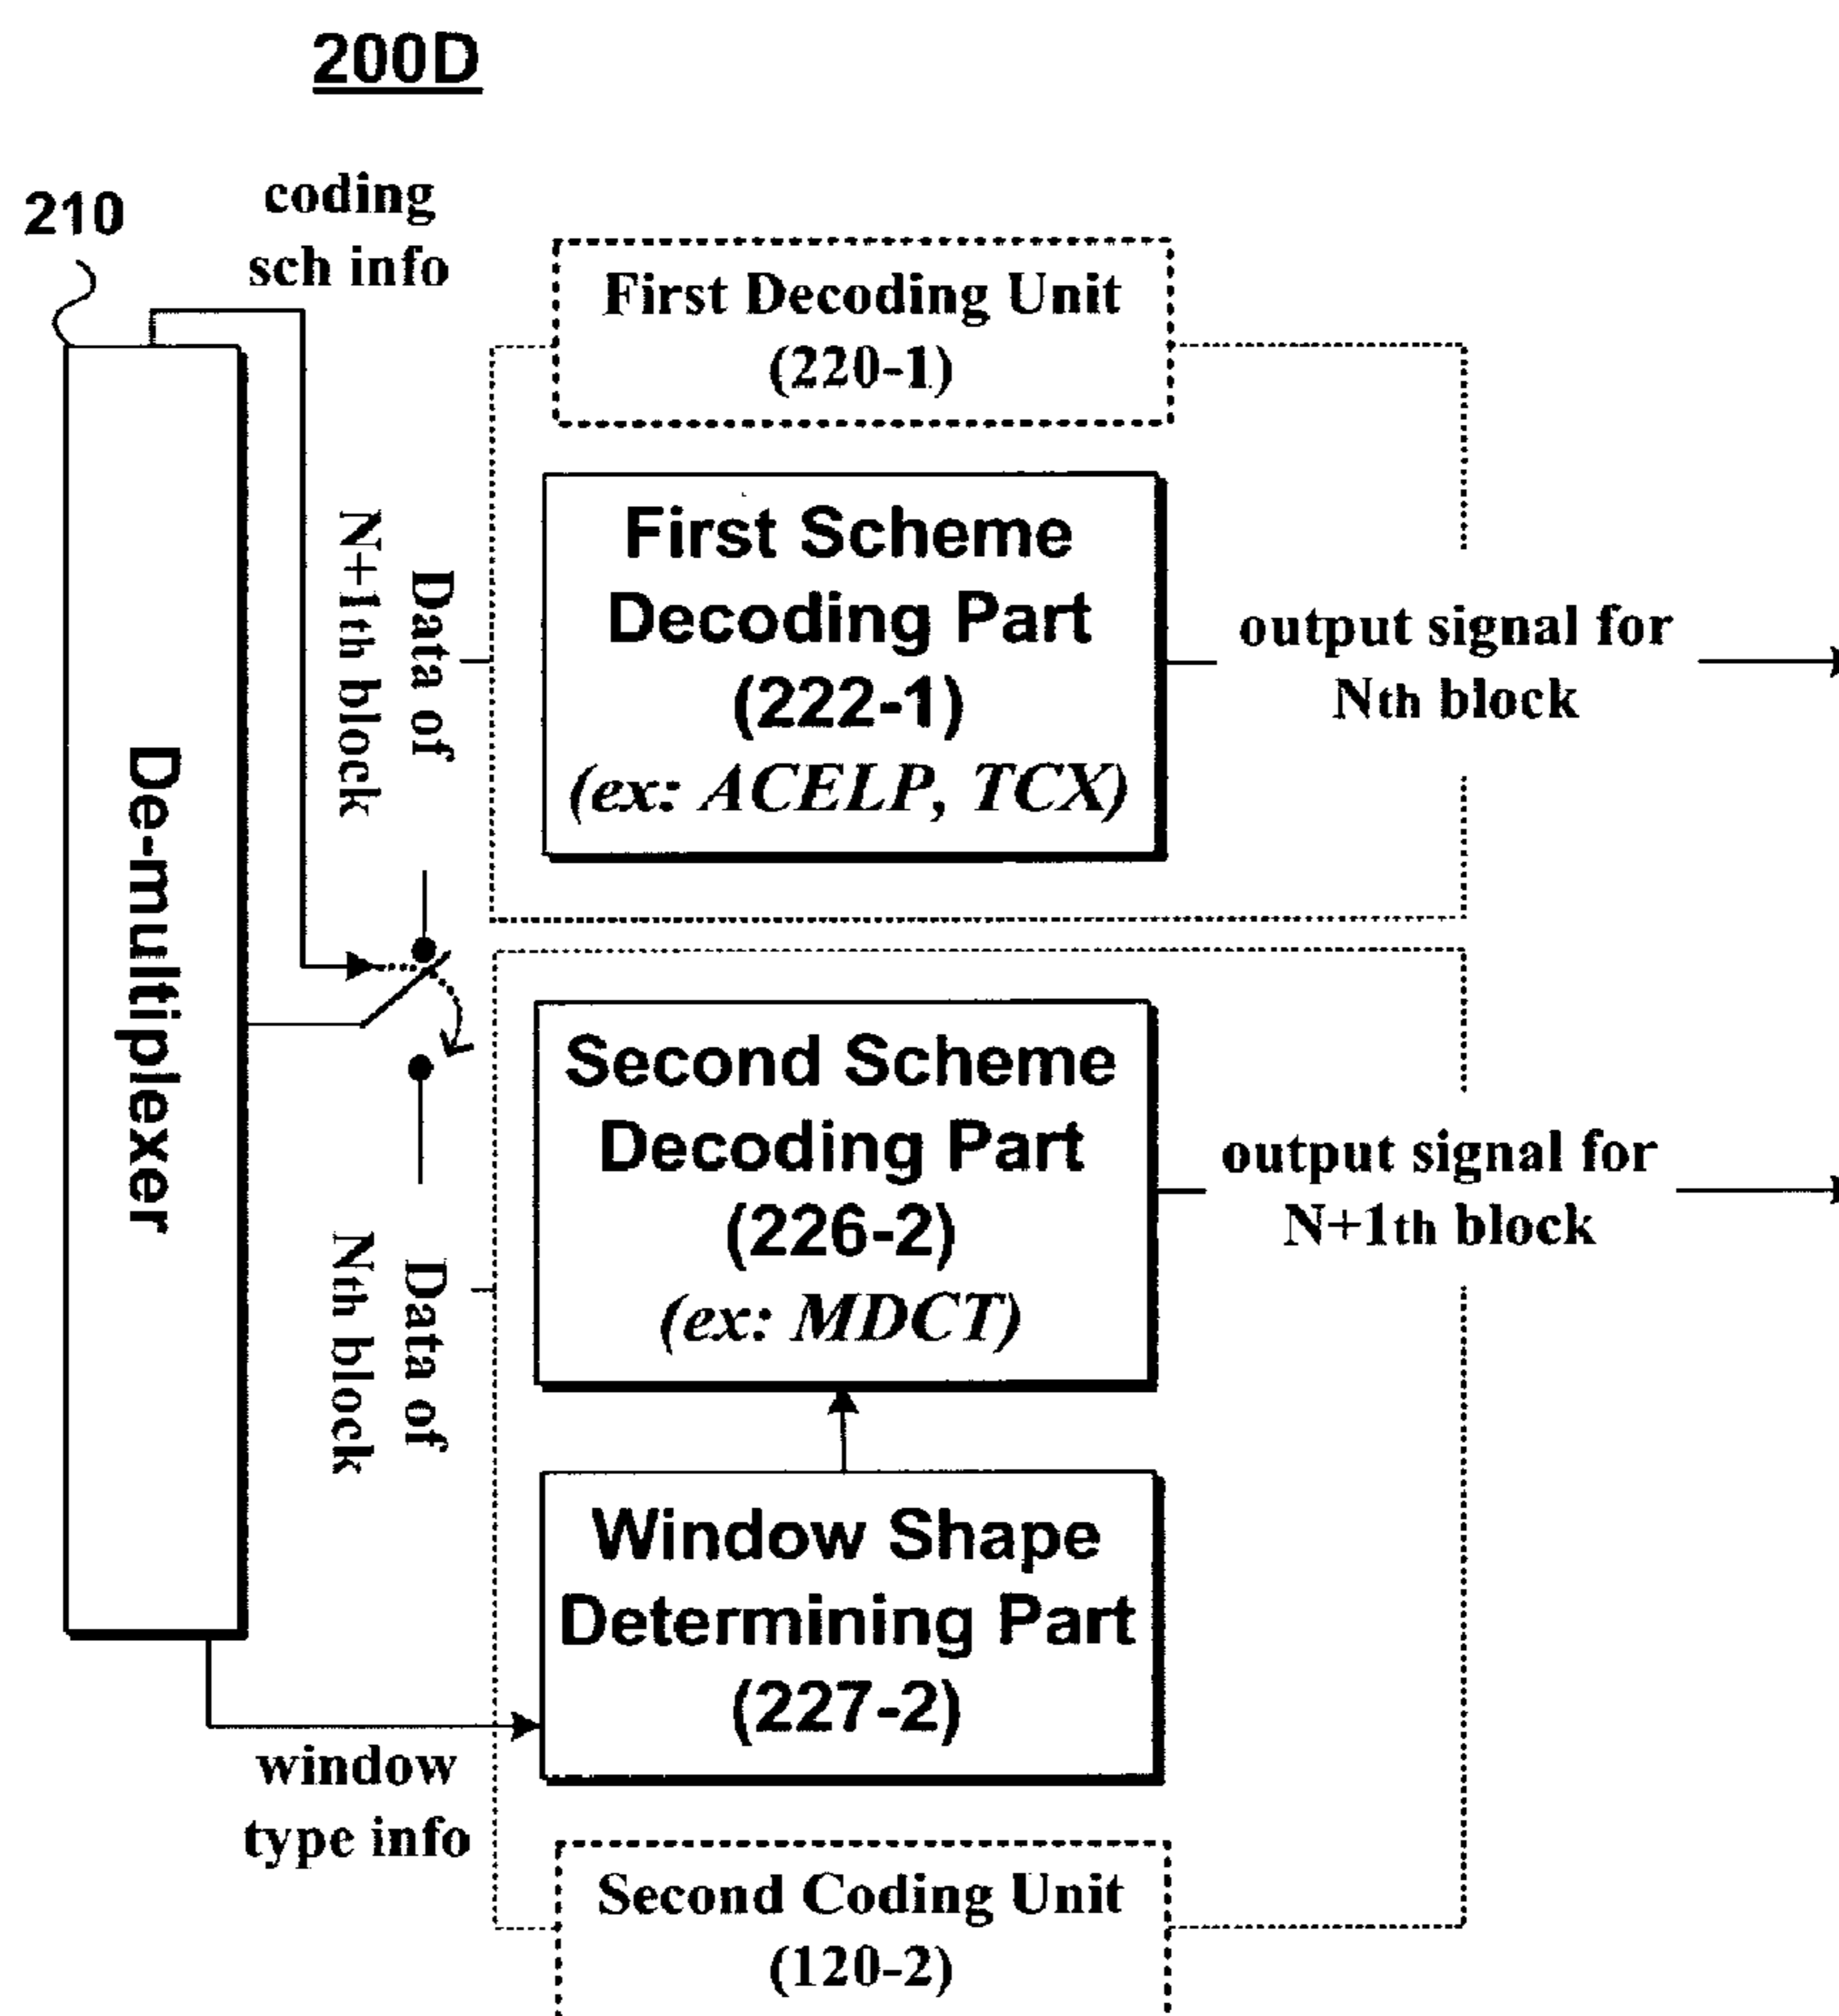 200D
210
coding
sch info
First Decoding Unit
(220-1)
First Scheme
Decoding Part
(222-1)
(ex: ACELP, TCX)
Data of
N+1th block
output signal for
Nth block
De-multiplexer
Second Scheme
Decoding Part
(226-2)
(ex: MDCT)
Data of
Nth block
output signal for
N+1th block
Window Shape
Determining Part
(227-2)
window
type info
Second Coding Unit
(120-2)